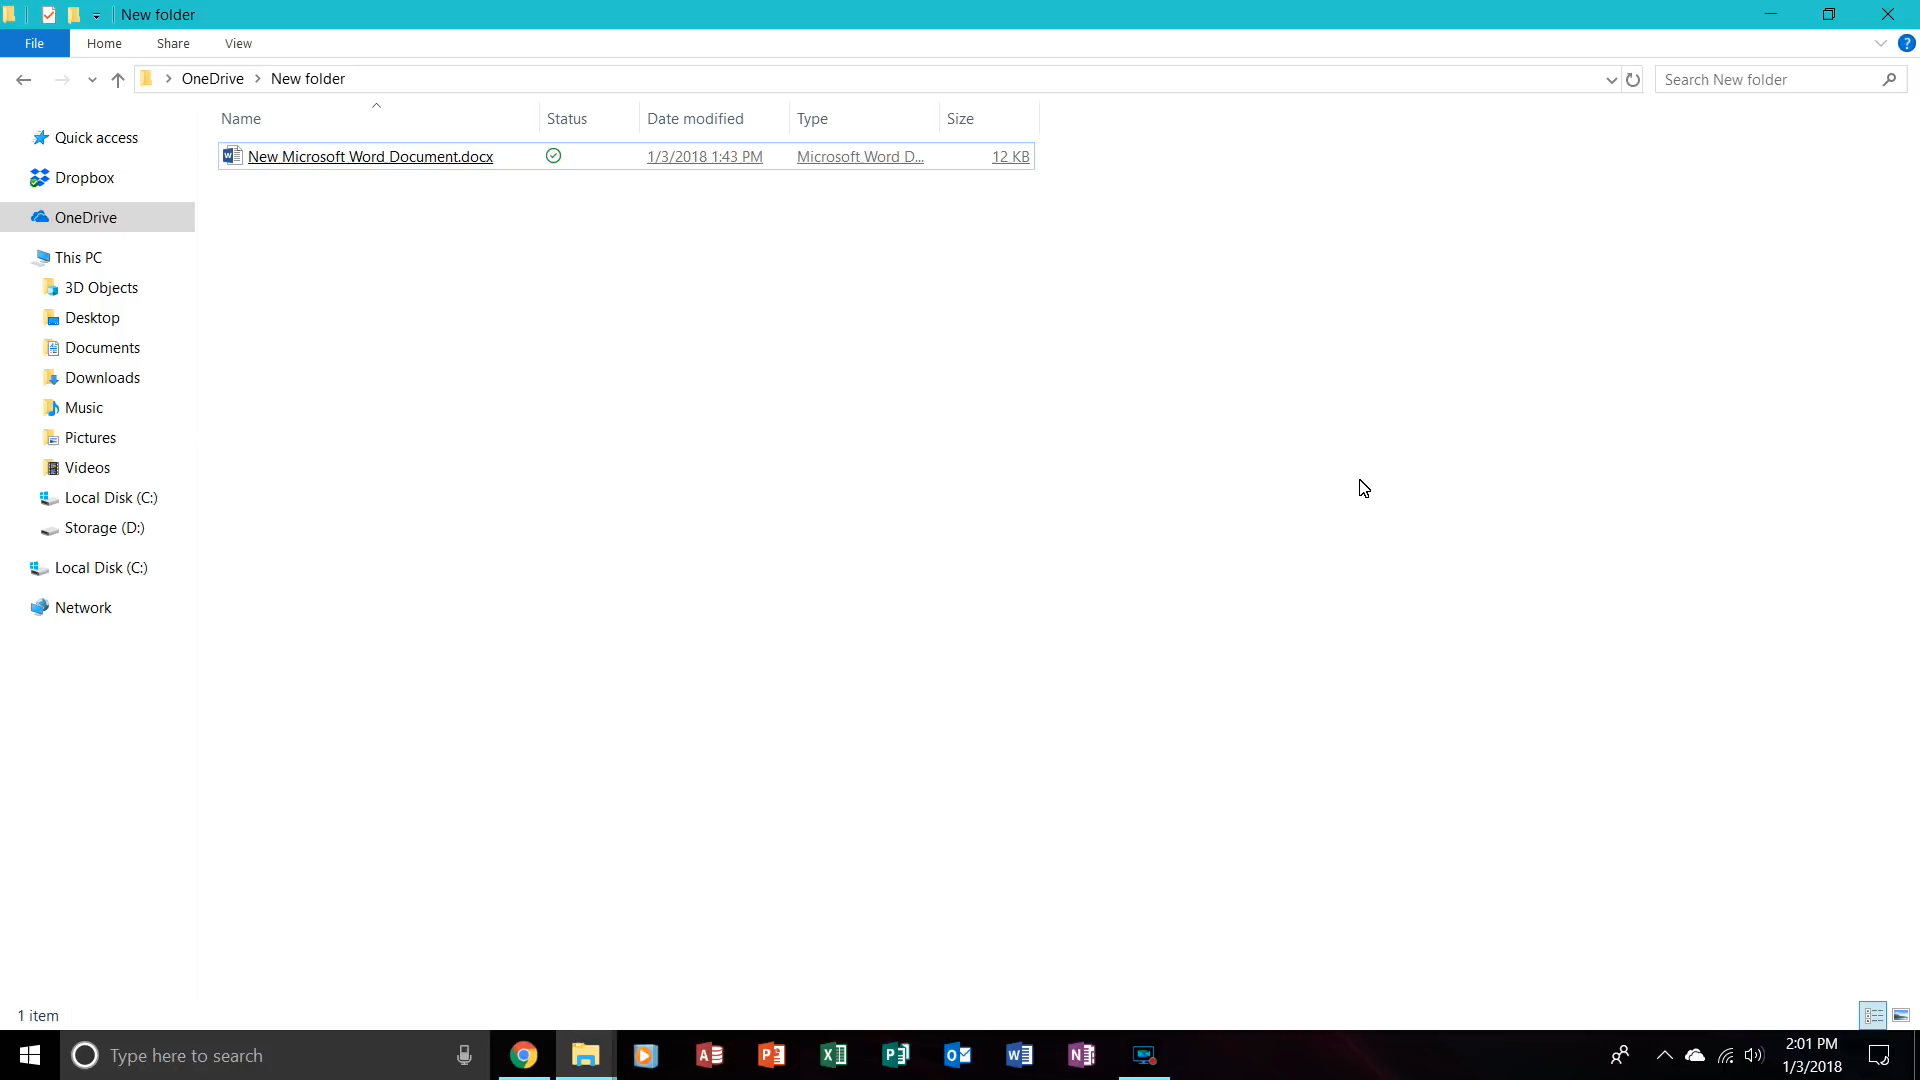 New folder
File Home Share View
OneDrive New folder
Search New folder
Name Status Date modified Type Size
New Microsoft Word Document.docx 1/3/2018 1:43 PM Microsoft Word D... 12 KB
Quick access
Dropbox
OneDrive
This PC
3D Objects
Desktop
Documents
Downloads
Music
Pictures
Videos
Local Disk (C:)
Storage (D:)
Local Disk (C:)
Network
1 item
Type here to search
2:01 PM
1/3/2018